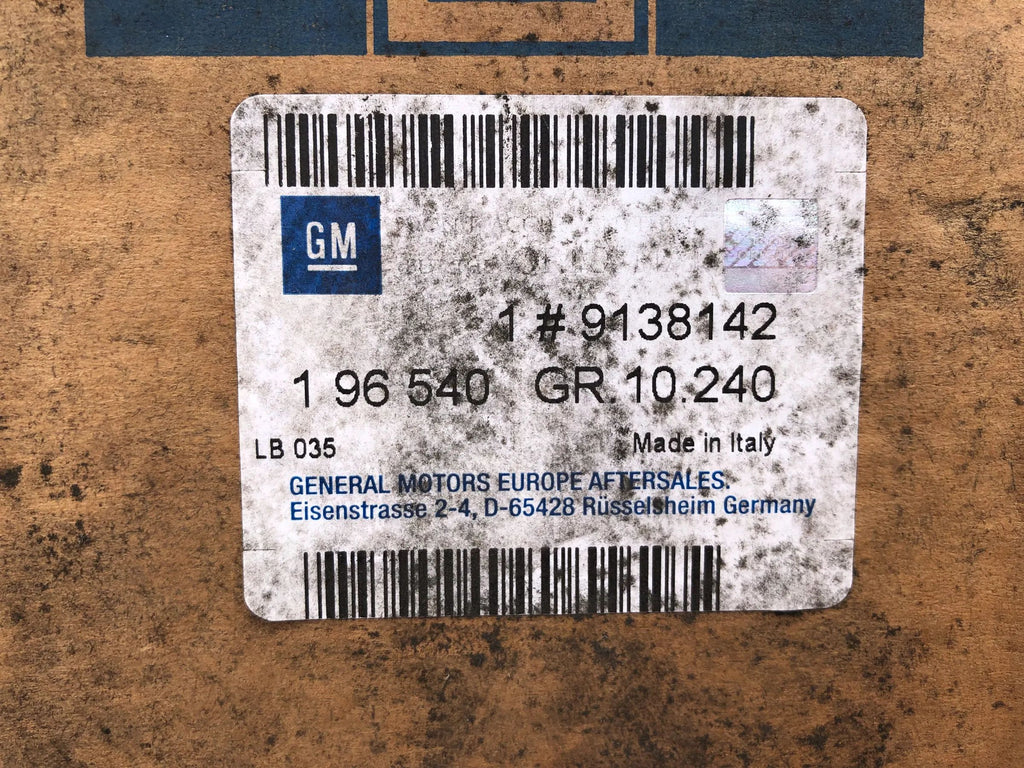 GM
1 # 9138142
1 96 540 GR.10.240
LB 035 Made in Italy
GENERAL MOTORS EUROPE AFTERSALES.
Eisenstrasse 2-4, D-65428 Rüsselsheim Germany